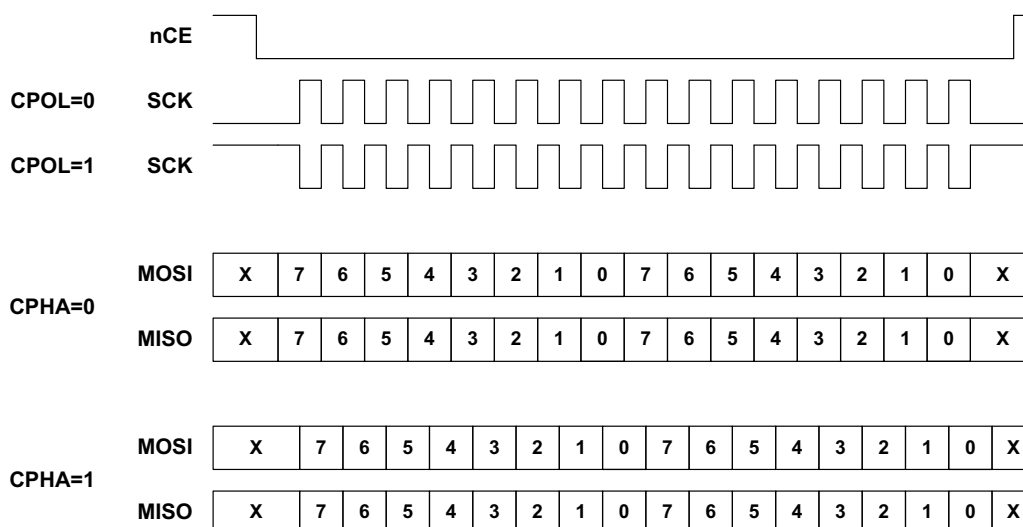 nCE
CPOL=0 SCK
CPOL=1 SCK
MOSI X 7 6 5 4 3 2 1 0 7 6 5 4 3 2 1 0 X
CPHA=0
MISO X 7 6 5 4 3 2 1 0 7 6 5 4 3 2 1 0 X
MOSI X 7 6 5 4 3 2 1 0 7 6 5 4 3 2 1 0 X
CPHA=1
MISO X 7 6 5 4 3 2 1 0 7 6 5 4 3 2 1 0 X